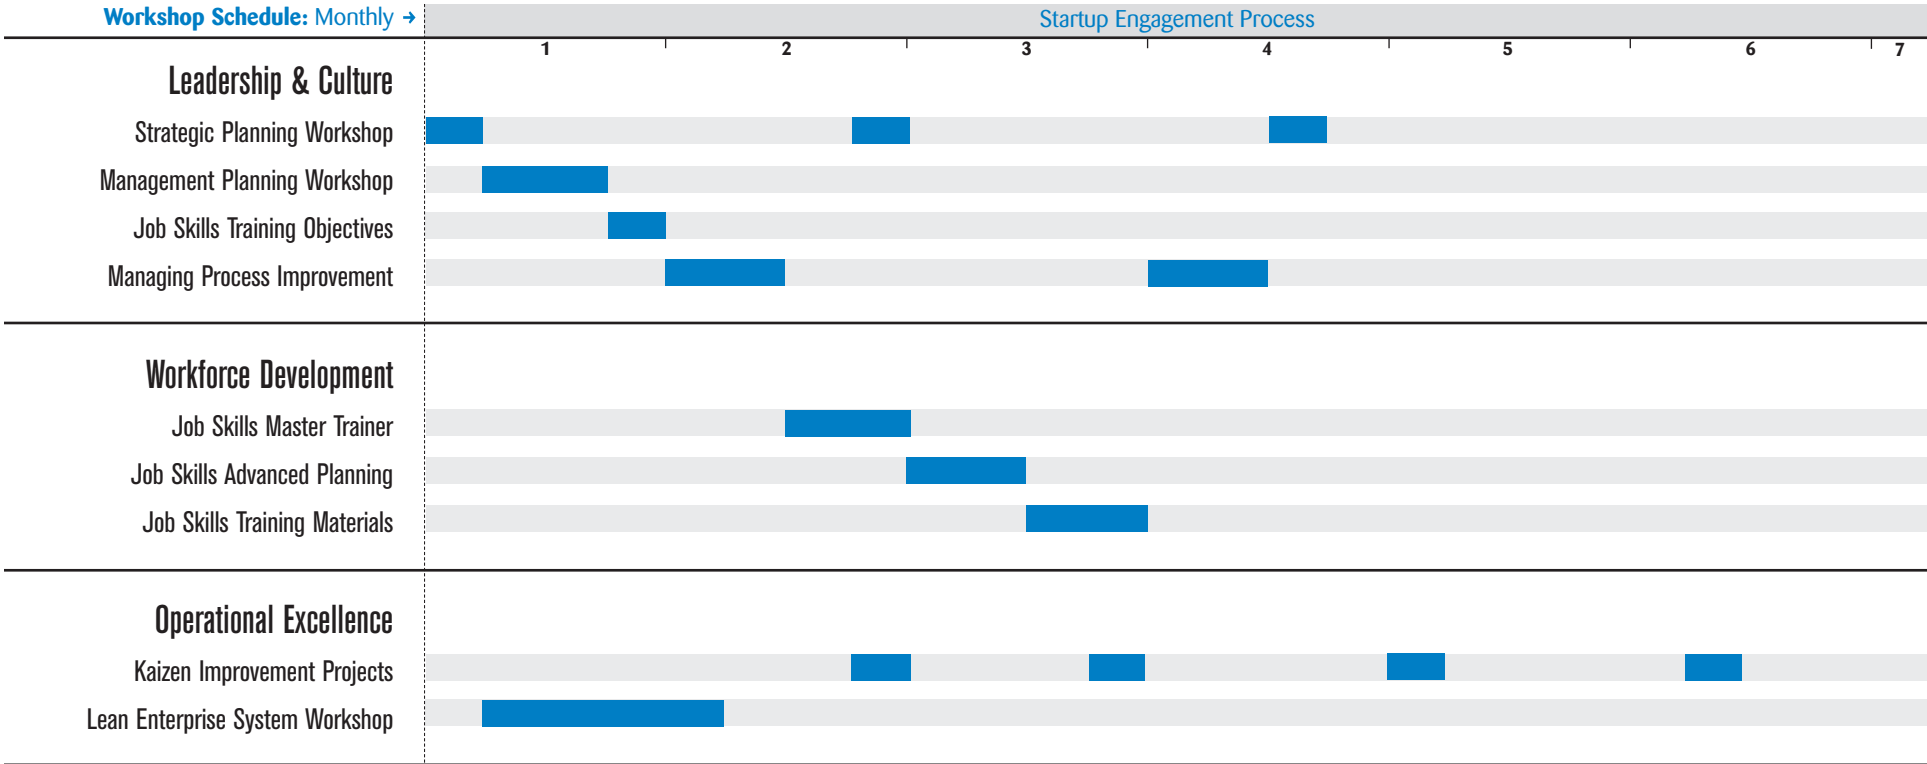 Workshop Schedule: Monthly → Startup Engagement Process
1 2 3 4 5 6 7
Leadership & Culture
Strategic Planning Workshop
Management Planning Workshop
Job Skills Training Objectives
Managing Process Improvement
Workforce Development
Job Skills Master Trainer
Job Skills Advanced Planning
Job Skills Training Materials
Operational Excellence
Kaizen Improvement Projects
Lean Enterprise System Workshop